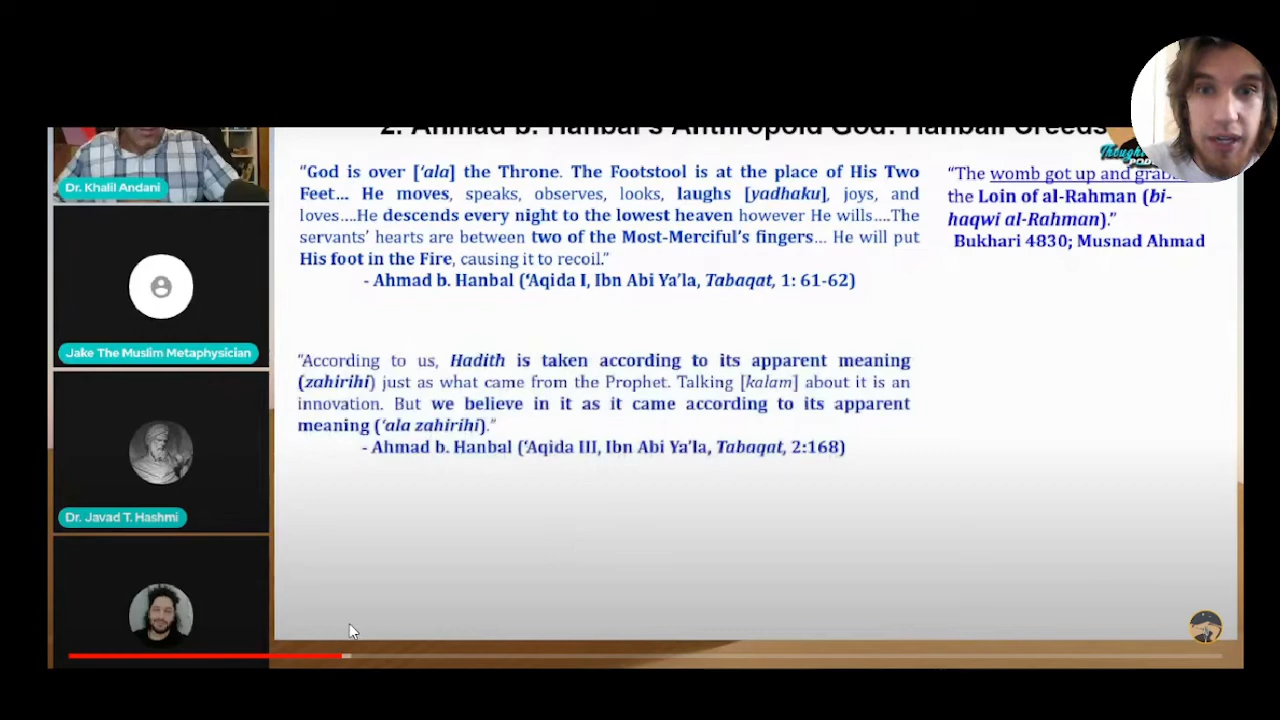 2. Ahmad b. Hanbal's Anthropoid God: Hanbali Creeds
"God is over [‘ala] the Throne. The Footstool is at the place of His Two
Feet... He moves, speaks, observes, looks, laughs [yadhaku], joys, and
loves....He descends every night to the lowest heaven however He wills....The
servants' hearts are between two of the Most-Merciful's fingers... He will put
His foot in the Fire, causing it to recoil."
- Ahmad b. Hanbal (‘Aqida I, Ibn Abi Ya'la, Tabaqat, 1: 61-62)
"According to us, Hadith is taken according to its apparent meaning
(zahirihi) just as what came from the Prophet. Talking [kalam] about it is an
innovation. But we believe in it as it came according to its apparent
meaning (‘ala zahirihi)."
- Ahmad b. Hanbal (‘Aqida III, Ibn Abi Ya'la, Tabaqat, 2:168)
"The womb got up and
the Loin of al-Rahman (bi-
haqwi al-Rahman)."
Bukhari 4830; Musnad Ahmad
Dr. Khalil Andani
Jake The Muslim Metaphysician
Dr. Javad T. Hashmi